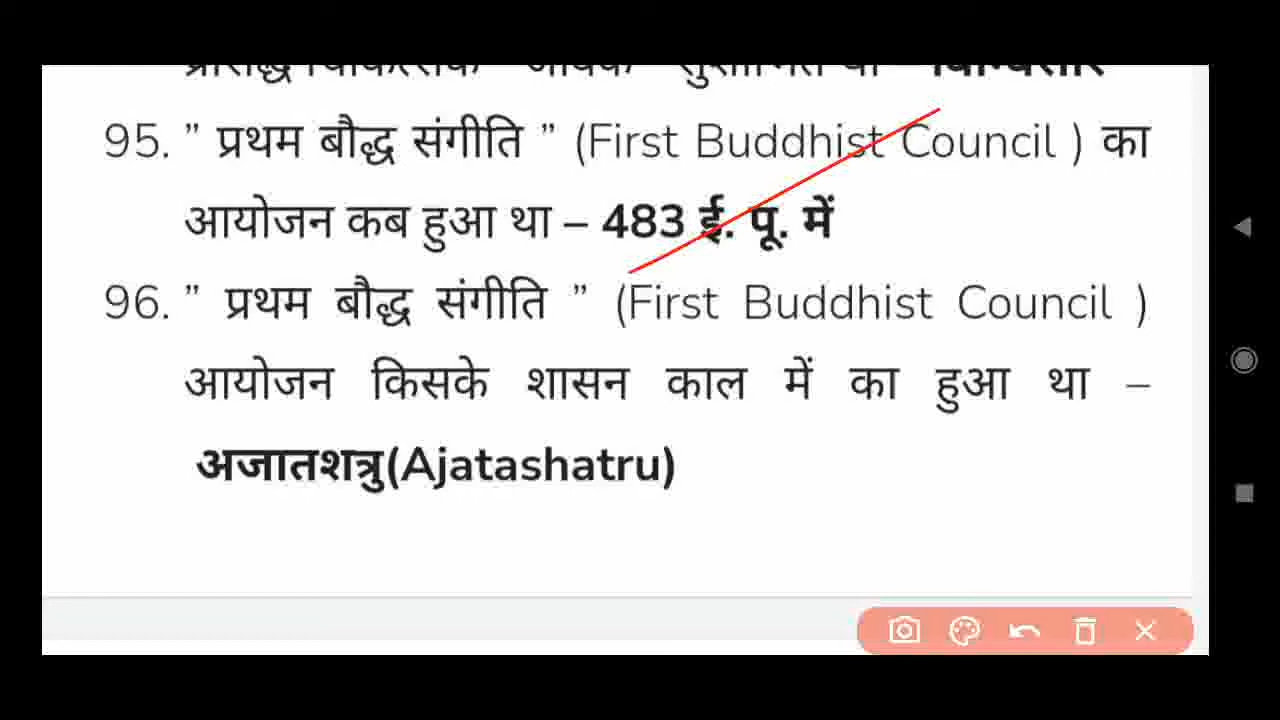 95. ” प्रथम बौद्ध संगीति ” (First Buddhist Council ) का
आयोजन कब हुआ था – 483 ई. पू. में
96. ” प्रथम बौद्ध संगीति ” (First Buddhist Council )
आयोजन किसके शासन काल में का हुआ था –
अजातशत्रु(Ajatashatru)